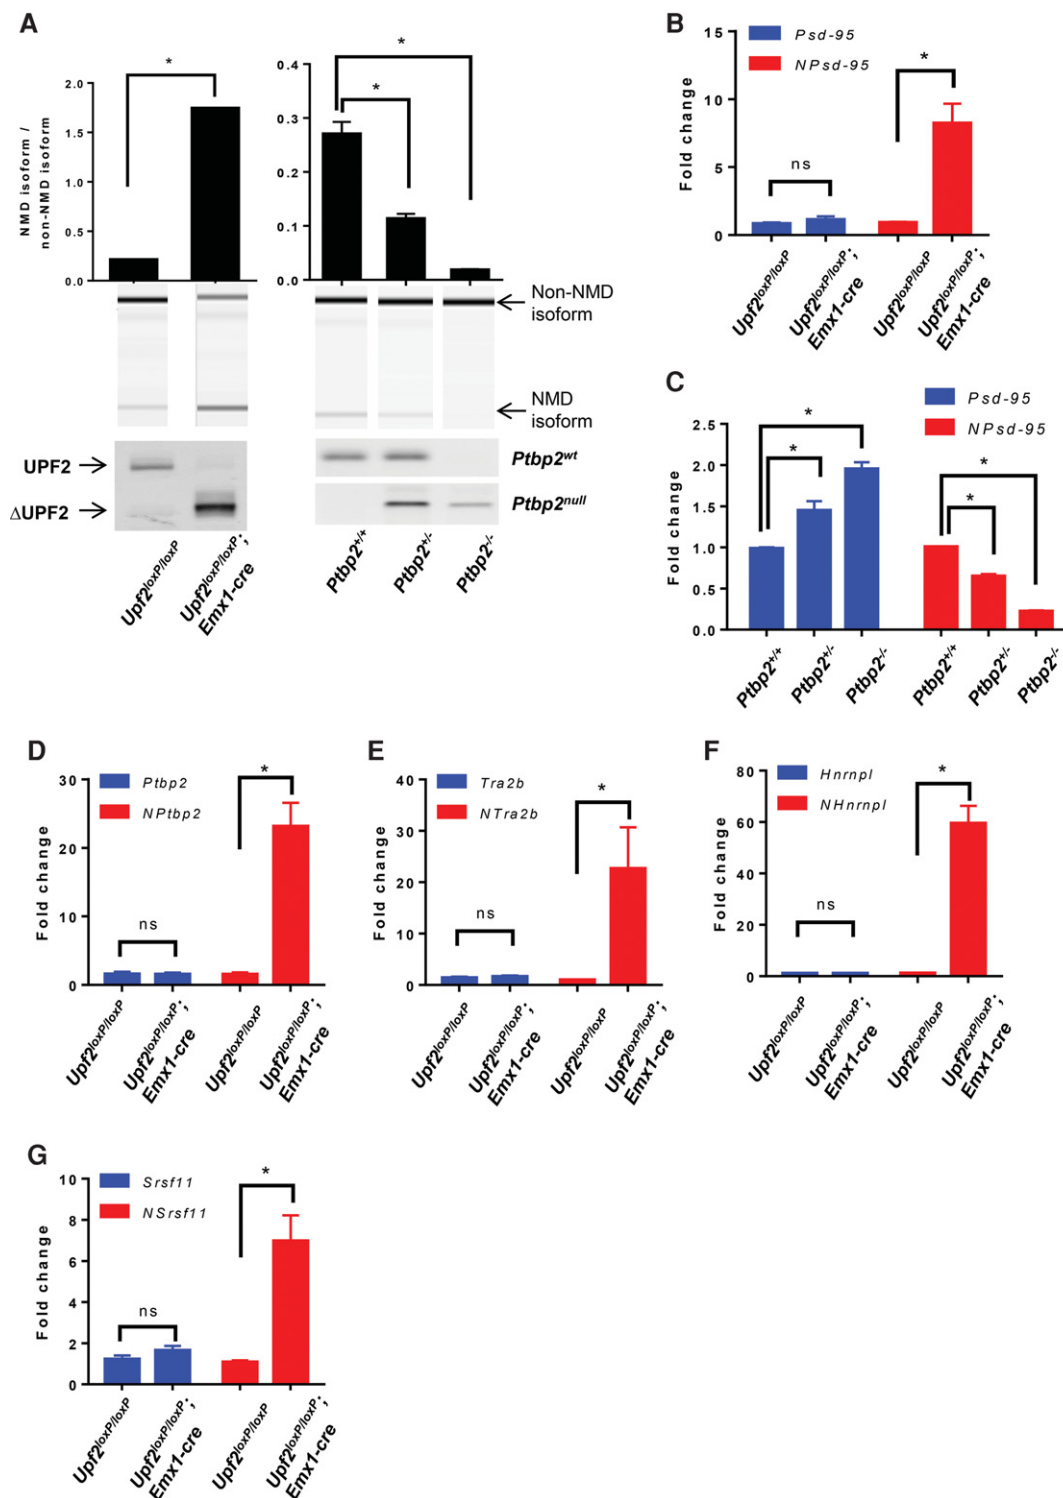 A
*
*
*
NMD isoform /
non-NMD isoform
2.0
1.5
1.0
0.5
0.0
0.4
0.3
0.2
0.1
0.0
Non-NMD
isoform
NMD
isoform
UPF2
ΔUPF2
Ptbp2wt
Ptbp2null
Upf2loxP/loxP
Upf2loxP/loxP;
Emx1-cre
Ptbp2+/+
Ptbp2+/-
Ptbp2-/-
B
Psd-95
NPsd-95
Fold change
15
10
5
0
ns
*
Upf2loxP/loxP
Upf2loxP/loxP;
Emx1-cre
Upf2loxP/loxP
Upf2loxP/loxP;
Emx1-cre
C
Psd-95
NPsd-95
Fold change
2.5
2.0
1.5
1.0
0.5
0.0
*
*
*
*
Ptbp2+/+
Ptbp2+/-
Ptbp2-/-
Ptbp2+/+
Ptbp2+/-
Ptbp2-/-
D
Ptbp2
NPtbp2
Fold change
30
20
10
0
ns
*
Upf2loxP/loxP
Upf2loxP/loxP;
Emx1-cre
Upf2loxP/loxP
Upf2loxP/loxP;
Emx1-cre
E
Tra2b
NTra2b
Fold change
40
30
20
10
0
ns
*
Upf2loxP/loxP
Upf2loxP/loxP;
Emx1-cre
Upf2loxP/loxP
Upf2loxP/loxP;
Emx1-cre
F
Hnrnpl
NHnrnpl
Fold change
80
60
40
20
0
ns
*
Upf2loxP/loxP
Upf2loxP/loxP;
Emx1-cre
Upf2loxP/loxP
Upf2loxP/loxP;
Emx1-cre
G
Srsf11
NSrsf11
Fold change
10
8
6
4
2
0
ns
*
Upf2loxP/loxP
Upf2loxP/loxP;
Emx1-cre
Upf2loxP/loxP
Upf2loxP/loxP;
Emx1-cre